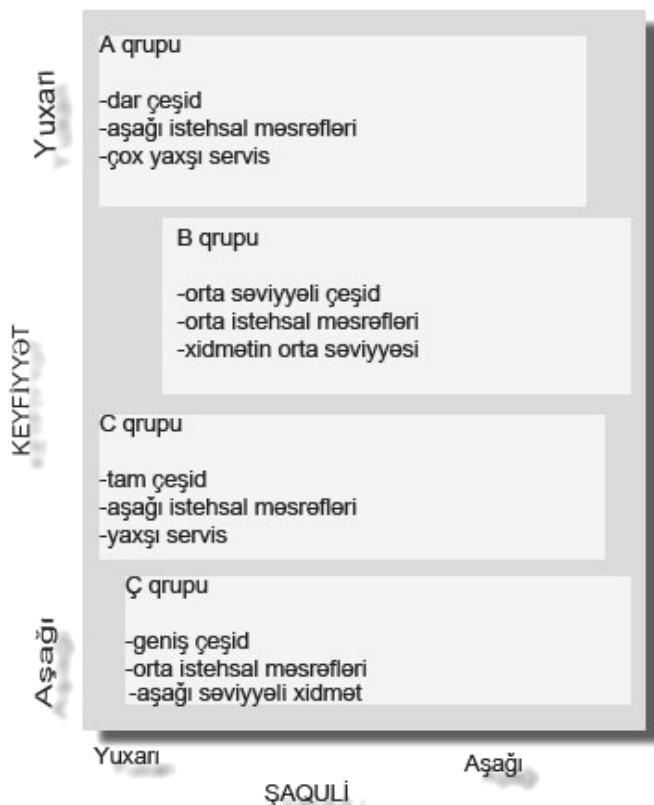 Yuxarı
A qrupu
-dar çeşid
-aşağı istehsal məsrəfləri
-çox yaxşı servis
B qrupu
-orta səviyyəli çeşid
-orta istehsal məsrəfləri
-xidmətin orta səviyyəsi
KEYFİYYƏT
C qrupu
-tam çeşid
-aşağı istehsal məsrəfləri
-yaxşı servis
Ç qrupu
-geniş çeşid
-orta istehsal məsrəfləri
-aşağı səviyyəli xidmət
Aşağı
Yuxarı
Aşağı
ŞAQULİ